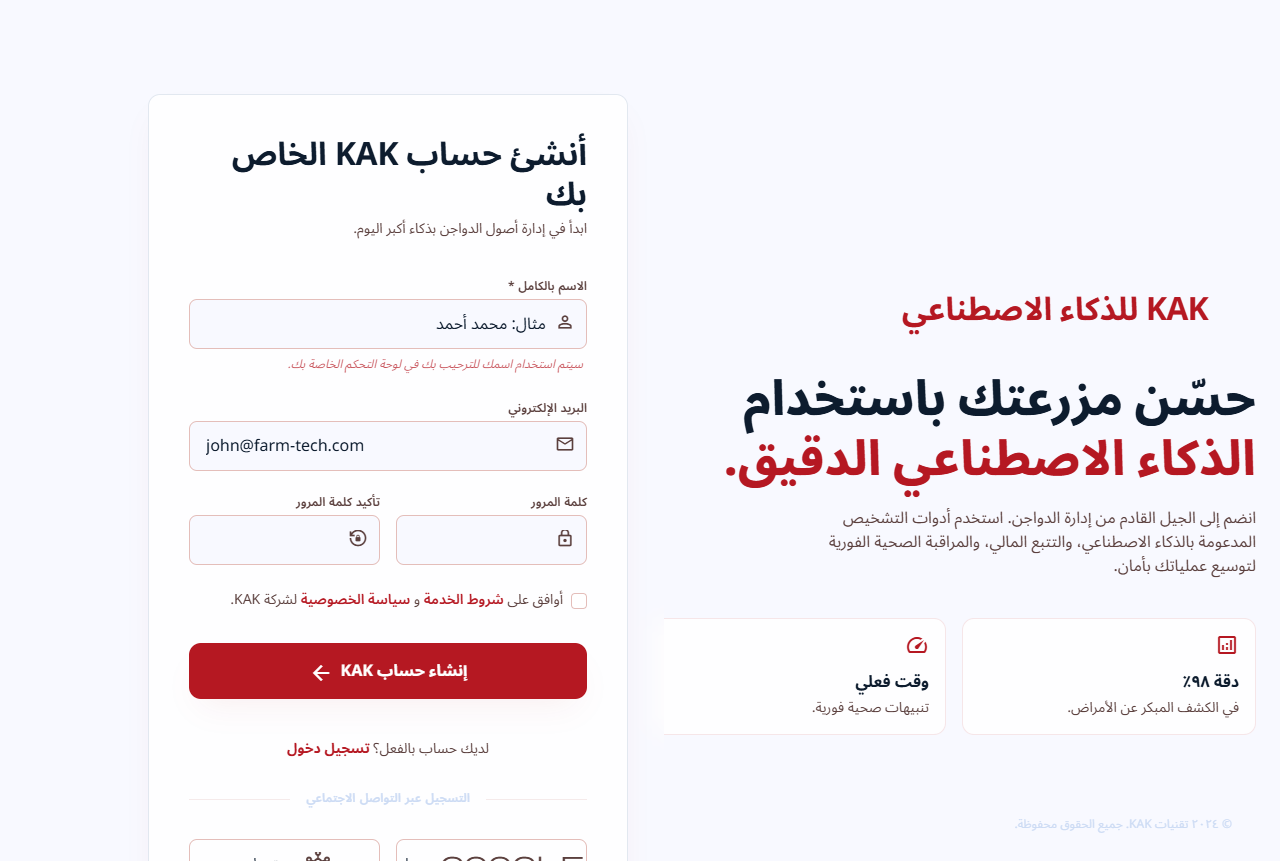 KAK للذكاء الاصطناعي
حسّن مزرعتك باستخدام
الذكاء الاصطناعي الدقيق.
انضم إلى الجيل القادم من إدارة الدواجن. استخدم أدوات التشخيص
المدعومة بالذكاء الاصطناعي، والتتبع المالي، والمراقبة الصحية الفورية
لتوسيع عملياتك بأمان.
دقة ٩٨٪
في الكشف المبكر عن الأمراض.
وقت فعلي
تنبيهات صحية فورية.
© ٢٠٢٤ تقنيات KAK. جميع الحقوق محفوظة.
أنشئ حساب KAK الخاص
بك
ابدأ في إدارة أصول الدواجن بذكاء أكبر اليوم.
الاسم بالكامل *
مثال: محمد أحمد
سيتم استخدام اسمك للترحيب بك في لوحة التحكم الخاصة بك.
البريد الإلكتروني
john@farm-tech.com
كلمة المرور
تأكيد كلمة المرور
أوافق على شروط الخدمة و سياسة الخصوصية لشركة KAK.
إنشاء حساب KAK
لديك حساب بالفعل؟ تسجيل دخول
التسجيل عبر التواصل الاجتماعي